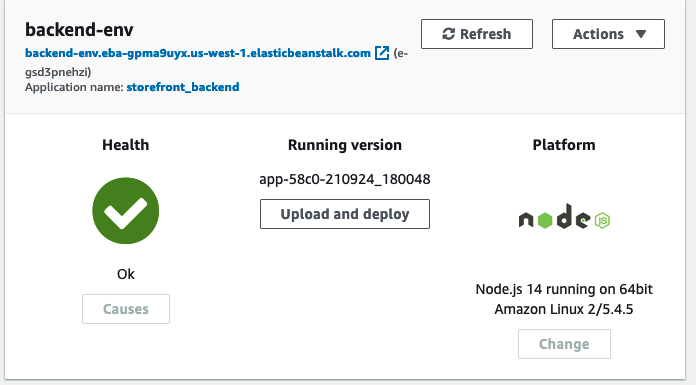 backend-env
Refresh
Actions
backend-env.eba-gpma9uyx.us-west-1.elasticbeanstalk.com (e-
gsd3pnehzi)
Application name: storefront_backend
Health
Running version
Platform
app-58c0-210924_180048
Upload and deploy
node
JS
Ok
Causes
Node.js 14 running on 64bit
Amazon Linux 2/5.4.5
Change